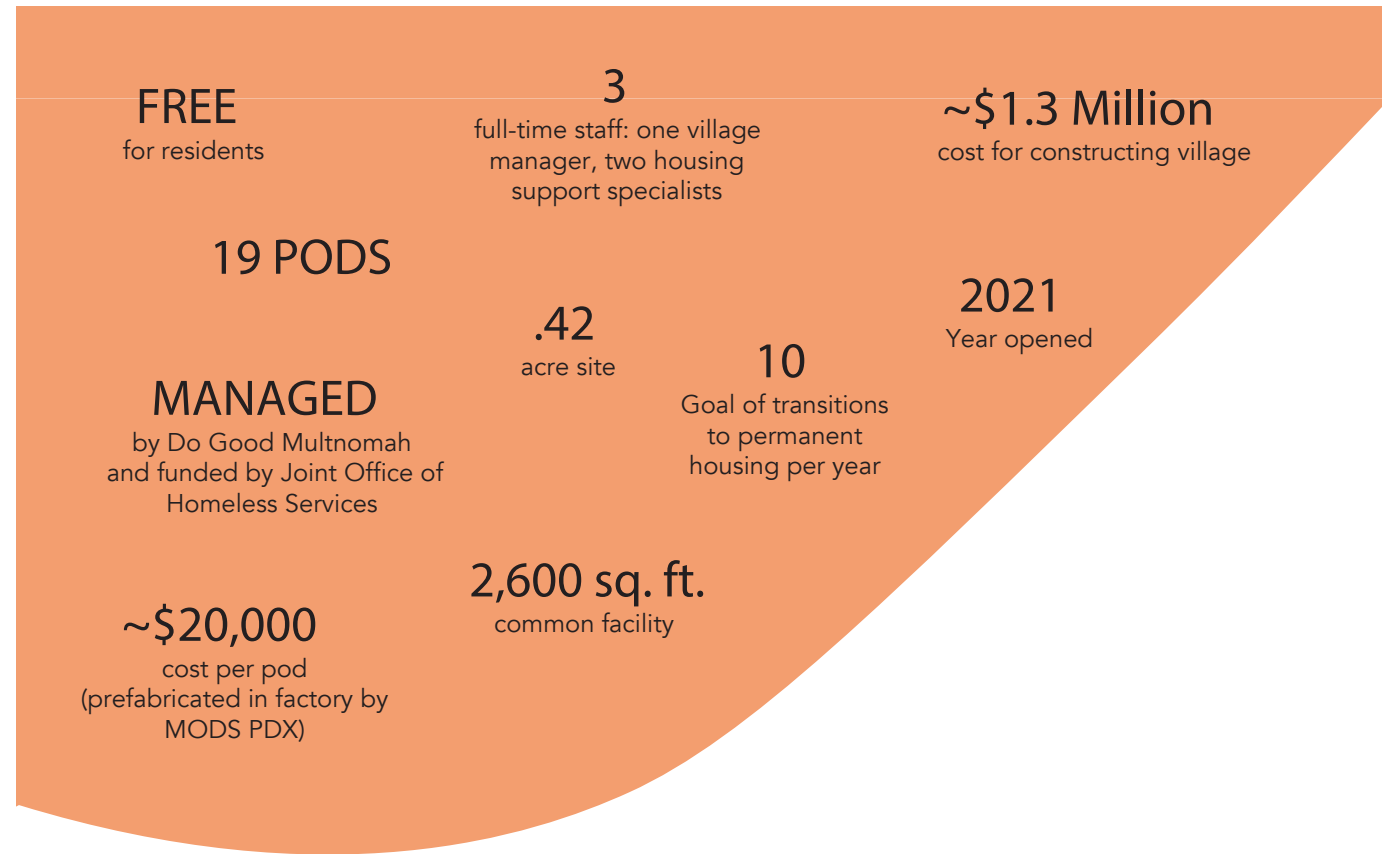 FREE
for residents
3
full-time staff: one village
manager, two housing
support specialists
~$1.3 Million
cost for constructing village
19 PODS
.42
acre site
10
Goal of transitions
to permanent
housing per year
2021
Year opened
MANAGED
by Do Good Multnomah
and funded by Joint Office of
Homeless Services
2,600 sq. ft.
common facility
~$20,000
cost per pod
(prefabricated in factory by
MODS PDX)